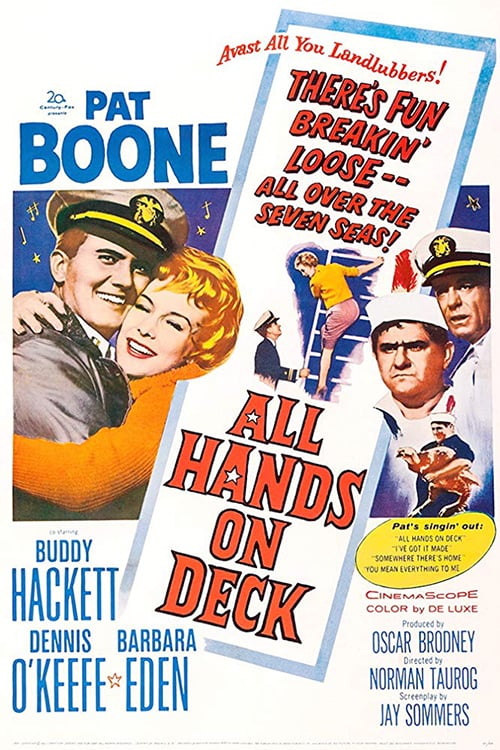 Avast All You Landlubbers!
THERE'S FUN
BREAKIN'
LOOSE--
ALL OVER THE
SEVEN SEAS!
20
Century-Fox
presents
PAT
BOONE
ALL
HANDS
ON
DECK
co-starring
BUDDY
HACKETT
DENNIS
O'KEEFE
BARBARA
EDEN
Pat's singin' out:
"ALL HANDS ON DECK"
"I'VE GOT IT MADE"
"SOMEWHERE THERE'S HOME"
"YOU MEAN EVERYTHING TO ME"
CINEMASCOPE
COLOR by DE LUXE
Produced by
OSCAR BRODNEY
Directed by
NORMAN TAUROG
Screenplay by
JAY SOMMERS